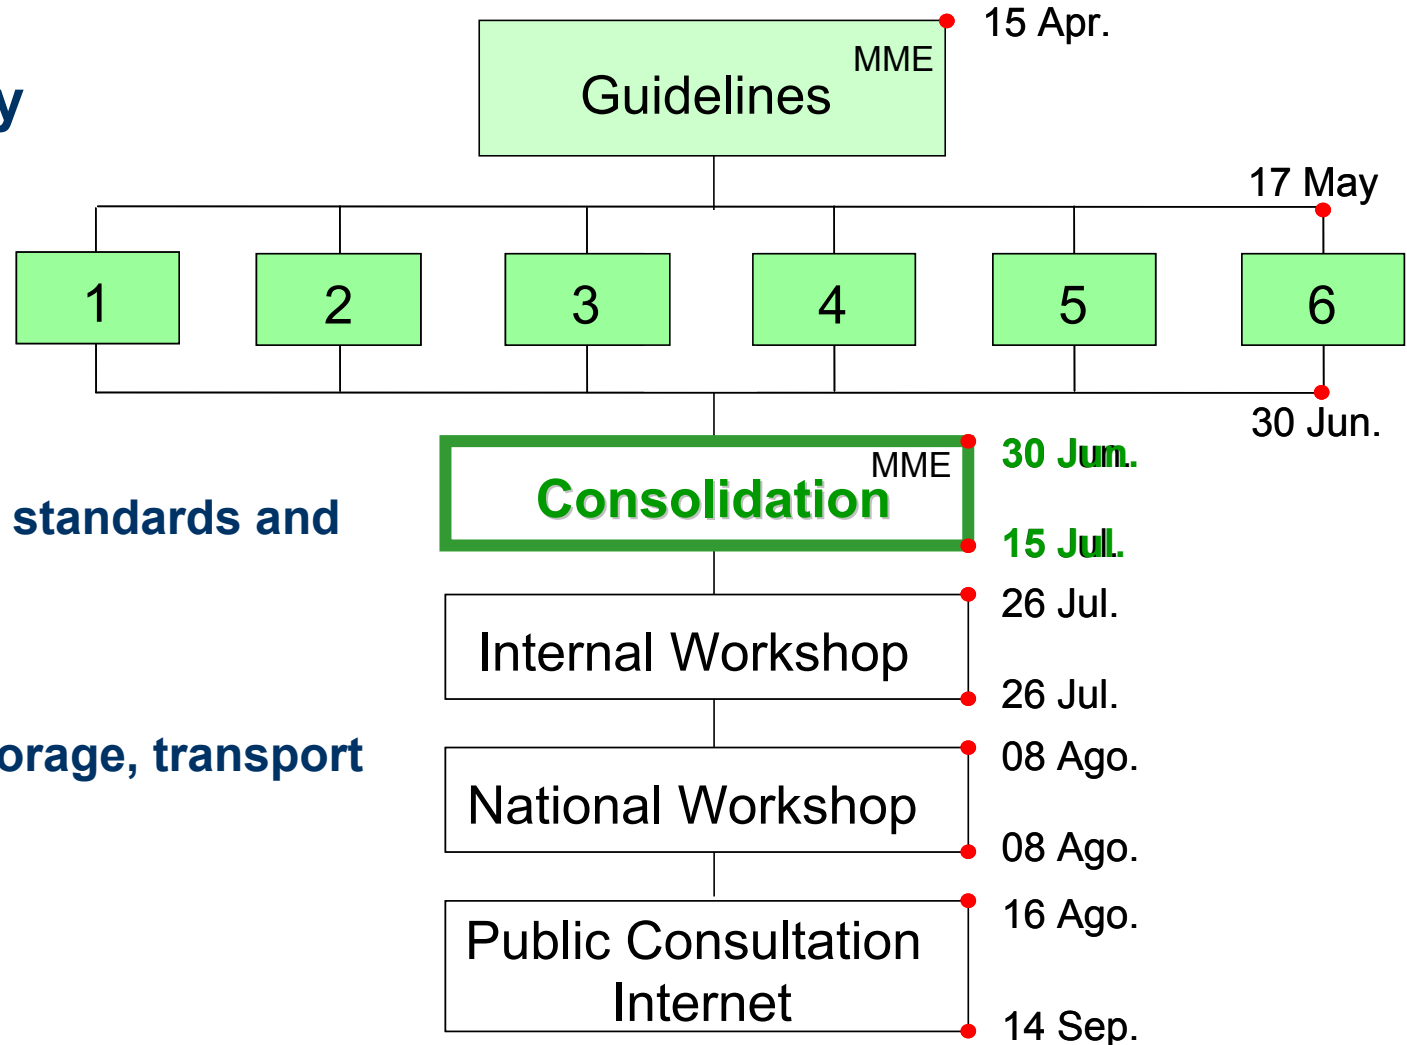 15 Apr.
MME
Guidelines
y
17 May
1 2 3 4 5 6
30 Jun.
30 Jun.
MME
Consolidation
standards and
15 Jul.
26 Jul.
Internal Workshop
26 Jul.
orage, transport
08 Ago.
National Workshop
08 Ago.
16 Ago.
Public Consultation
Internet
14 Sep.